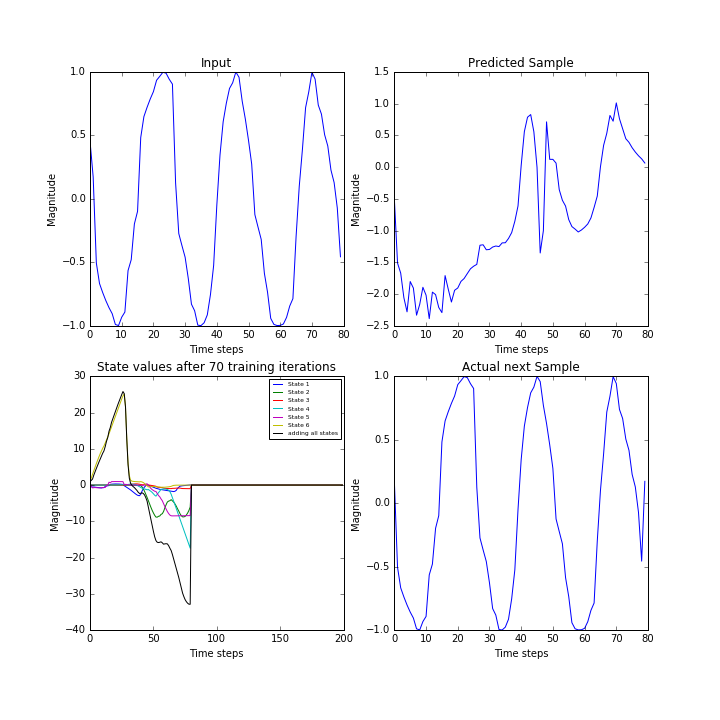 Input
Magnitude
1.0
0.5
0.0
−0.5
−1.0
0 10 20 30 40 50 60 70 80
Time steps
Predicted Sample
Magnitude
1.5
1.0
0.5
0.0
−0.5
−1.0
−1.5
−2.0
−2.5
0 10 20 30 40 50 60 70 80
Time steps
State values after 70 training iterations
Magnitude
30
20
10
0
−10
−20
−30
−40
0 50 100 150 200
Time steps
State 1
State 2
State 3
State 4
State 5
State 6
adding all states
Actual next Sample
Magnitude
1.0
0.5
0.0
−0.5
−1.0
0 10 20 30 40 50 60 70 80
Time steps